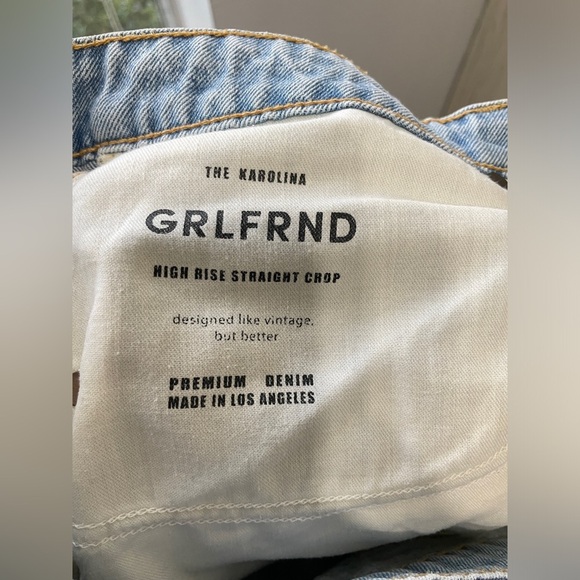 THE KAROLINA
GRLFRND
HIGH RISE STRAIGHT CROP
designed like vintage,
but better
PREMIUM DENIM
MADE IN LOS ANGELES